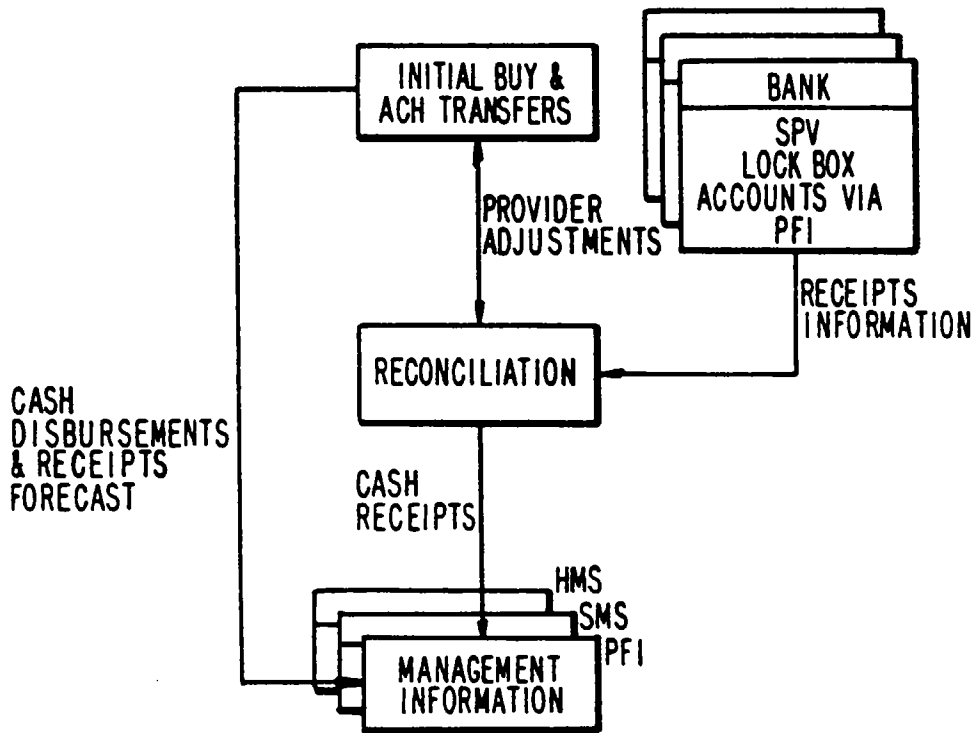 INITIAL BUY &
ACH TRANSFERS
BANK
SPV
LOCK BOX
ACCOUNTS VIA
PFI
PROVIDER
ADJUSTMENTS
RECEIPTS
INFORMATION
RECONCILIATION
CASH
DISBURSEMENTS
& RECEIPTS
FORECAST
CASH
RECEIPTS
HMS
SMS
PFI
MANAGEMENT
INFORMATION